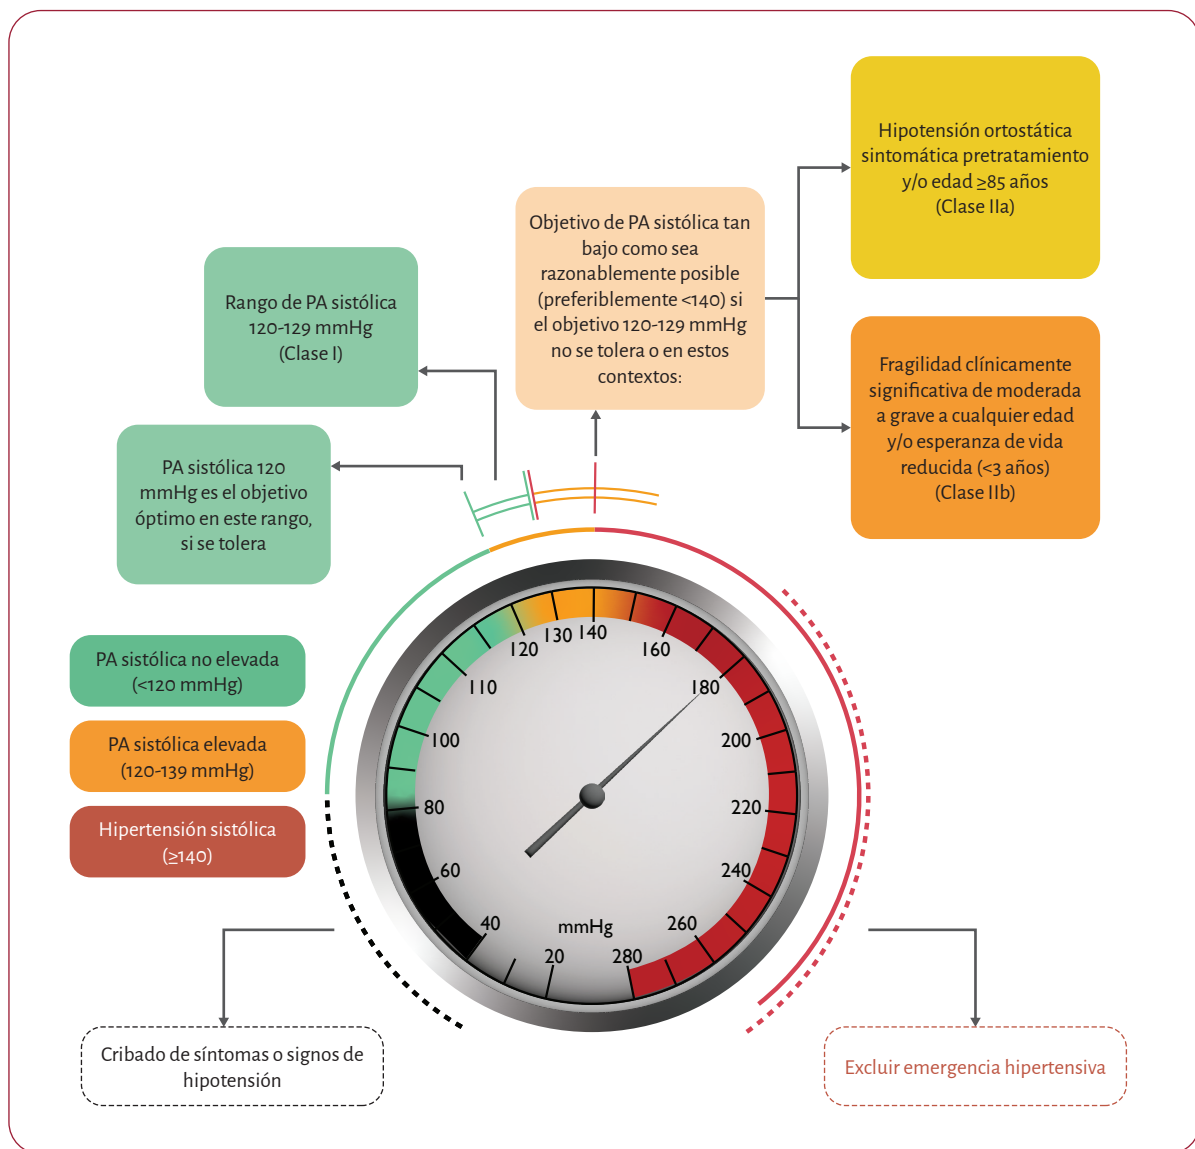 Hipotensión ortostática
sintomática pretratamiento
y/o edad ≥85 años
(Clase IIa)
Objetivo de PA sistólica tan
bajo como sea
razonablemente posible
(preferiblemente <140) si
el objetivo 120-129 mmHg
no se tolera o en estos
contextos:
Rango de PA sistólica
120-129 mmHg
(Clase I)
Fragilidad clínicamente
significativa de moderada
a grave a cualquier edad
y/o esperanza de vida
reducida (<3 años)
(Clase IIb)
PA sistólica 120
mmHg es el objetivo
óptimo en este rango,
si se tolera
PA sistólica no elevada
(<120 mmHg)
PA sistólica elevada
(120-139 mmHg)
Hipertensión sistólica
(≥140)
20
40
60
80
100
110
120
130
140
160
180
200
220
240
260
280
mmHg
Cribado de síntomas o signos de
hipotensión
Excluir emergencia hipertensiva